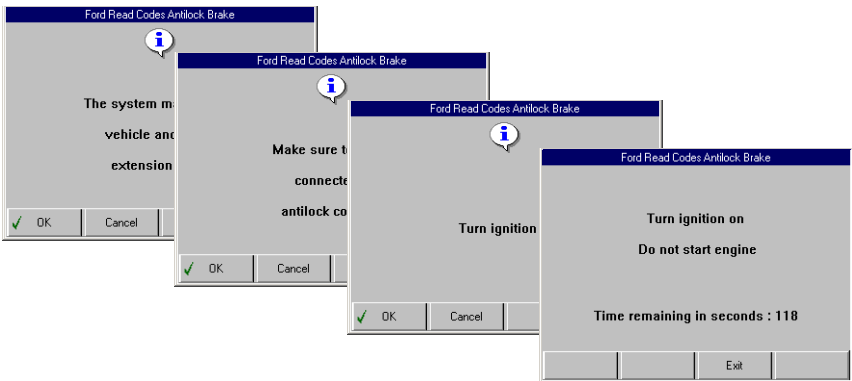 Ford Read Codes Antilock Brake
The system
vehicle and
extension
OK Cancel
Ford Read Codes Antilock Brake
Make sure
connecte
antilock co
OK Cancel
Ford Read Codes Antilock Brake
Turn ignition
OK Cancel
Ford Read Codes Antilock Brake
Turn ignition on
Do not start engine
Time remaining in seconds : 118
Exit